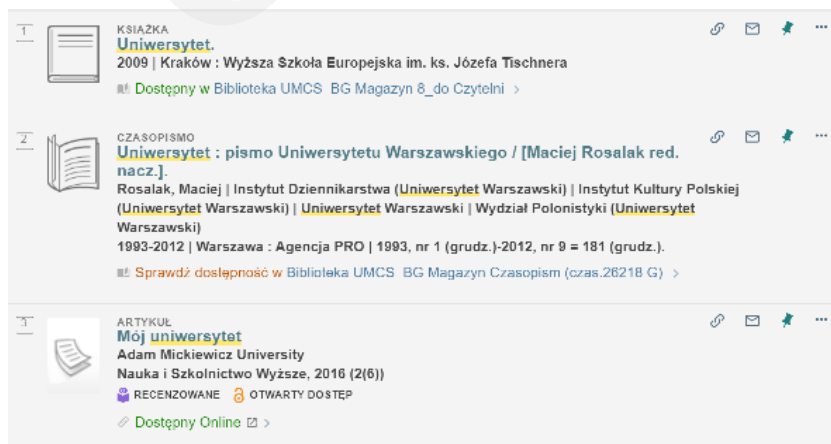 1
KSIĄŻKA
Uniwersytet.
2009 | Kraków : Wyższa Szkoła Europejska im. ks. Józefa Tischnera
Dostępny w Biblioteka UMCS BG Magazyn 8_do Czytelni >
2
CZASOPISMO
Uniwersytet : pismo Uniwersytetu Warszawskiego / [Maciej Rosalak red.
nacz.].
Rosalak, Maciej | Instytut Dziennikarstwa (Uniwersytet Warszawski) | Instytut Kultury Polskiej
(Uniwersytet Warszawski) | Uniwersytet Warszawski | Wydział Polonistyki (Uniwersytet
Warszawski)
1993-2012 | Warszawa : Agencja PRO | 1993, nr 1 (grudz.)-2012, nr 9 = 181 (grudz.).
Sprawdź dostępność w Biblioteka UMCS BG Magazyn Czasopism (czas.26218 G) >
3
ARTYKUŁ
Mój uniwersytet
Adam Mickiewicz University
Nauka i Szkolnictwo Wyższe, 2016 (2(6))
RECENZOWANE OTWARTY DOSTĘP
Dostępny Online >